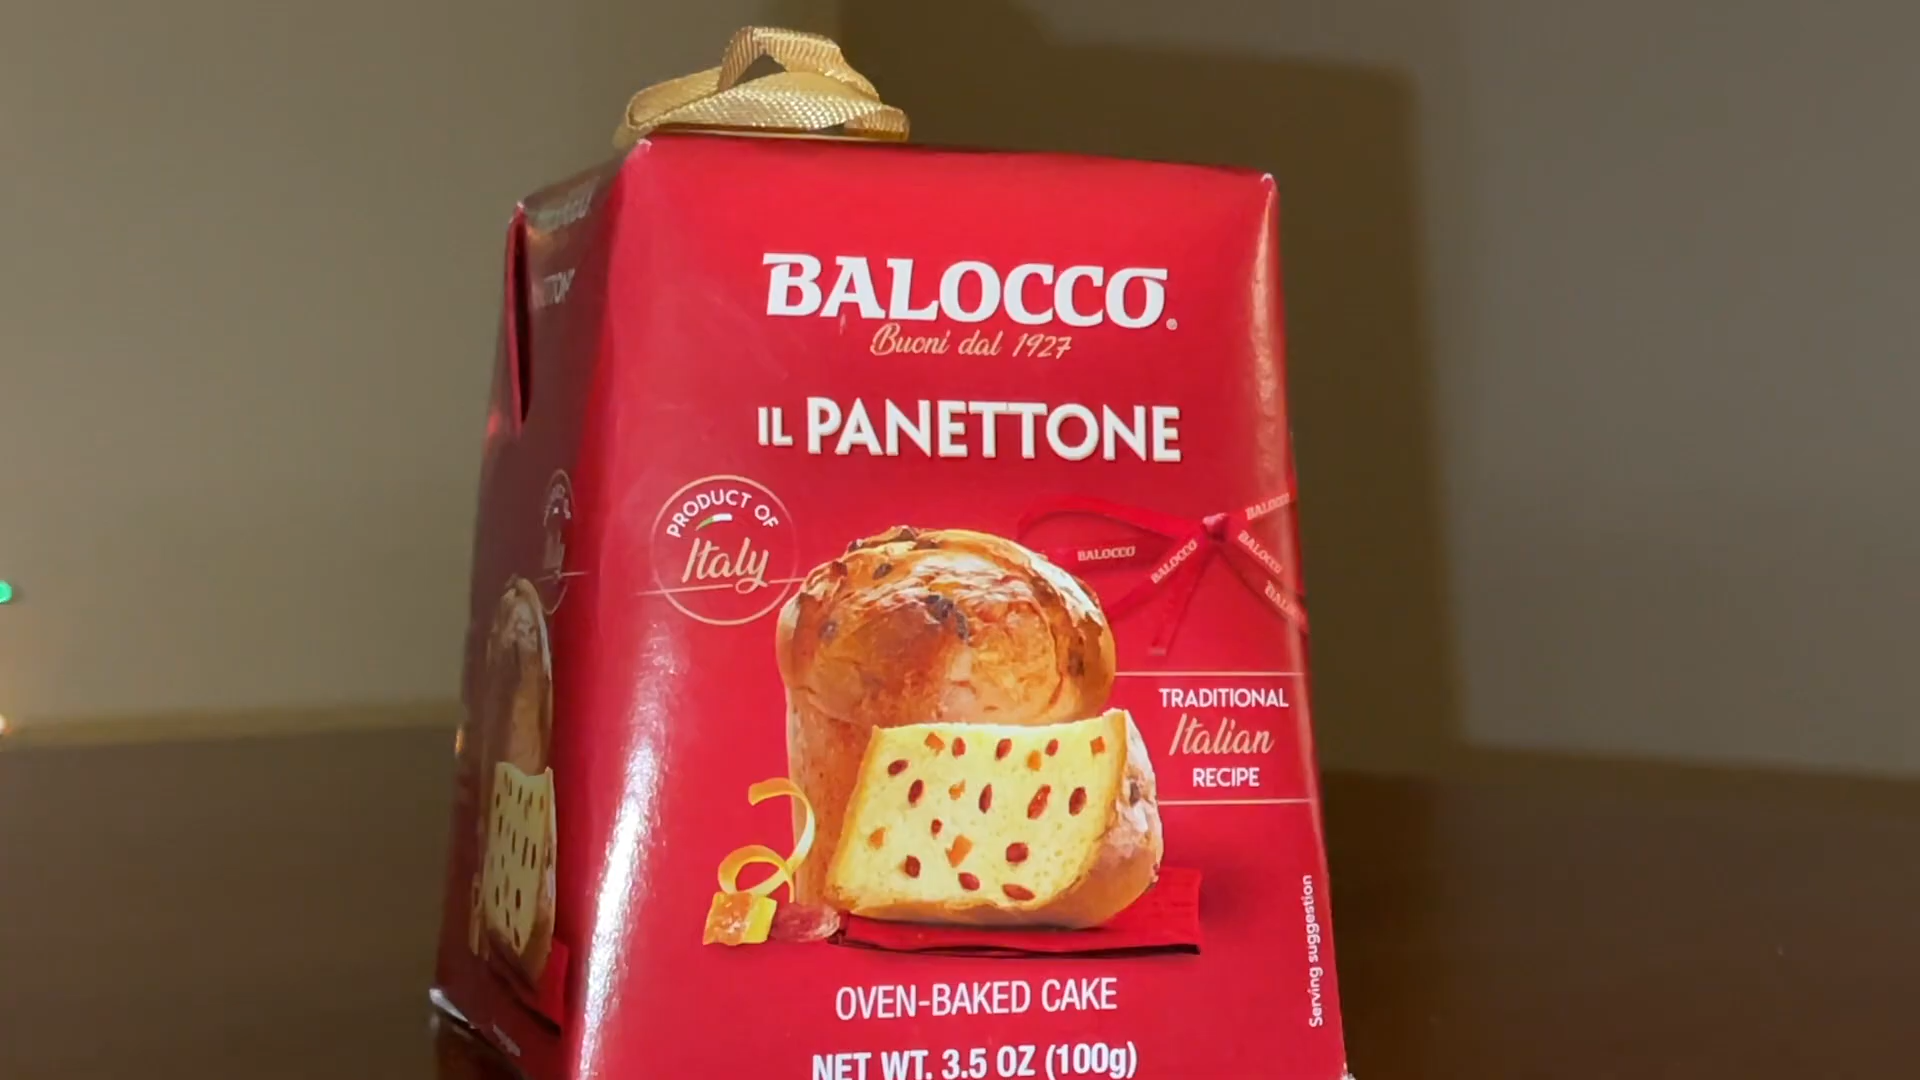 BALOCCO®
Buoni dal 1927
IL PANETTONE
PRODUCT OF
Italy
BALOCCO
BALOCCO
BALOCCO
BALOCCO
TRADITIONAL
Italian
RECIPE
Serving suggestion
OVEN-BAKED CAKE
NET WT. 3.5 OZ (100g)